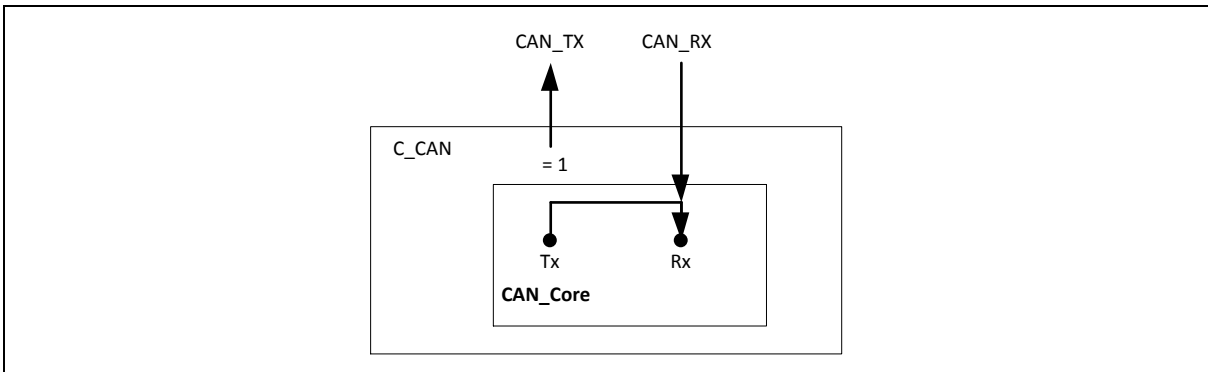 CAN_TX CAN_RX
C_CAN
= 1
Tx Rx
CAN_Core